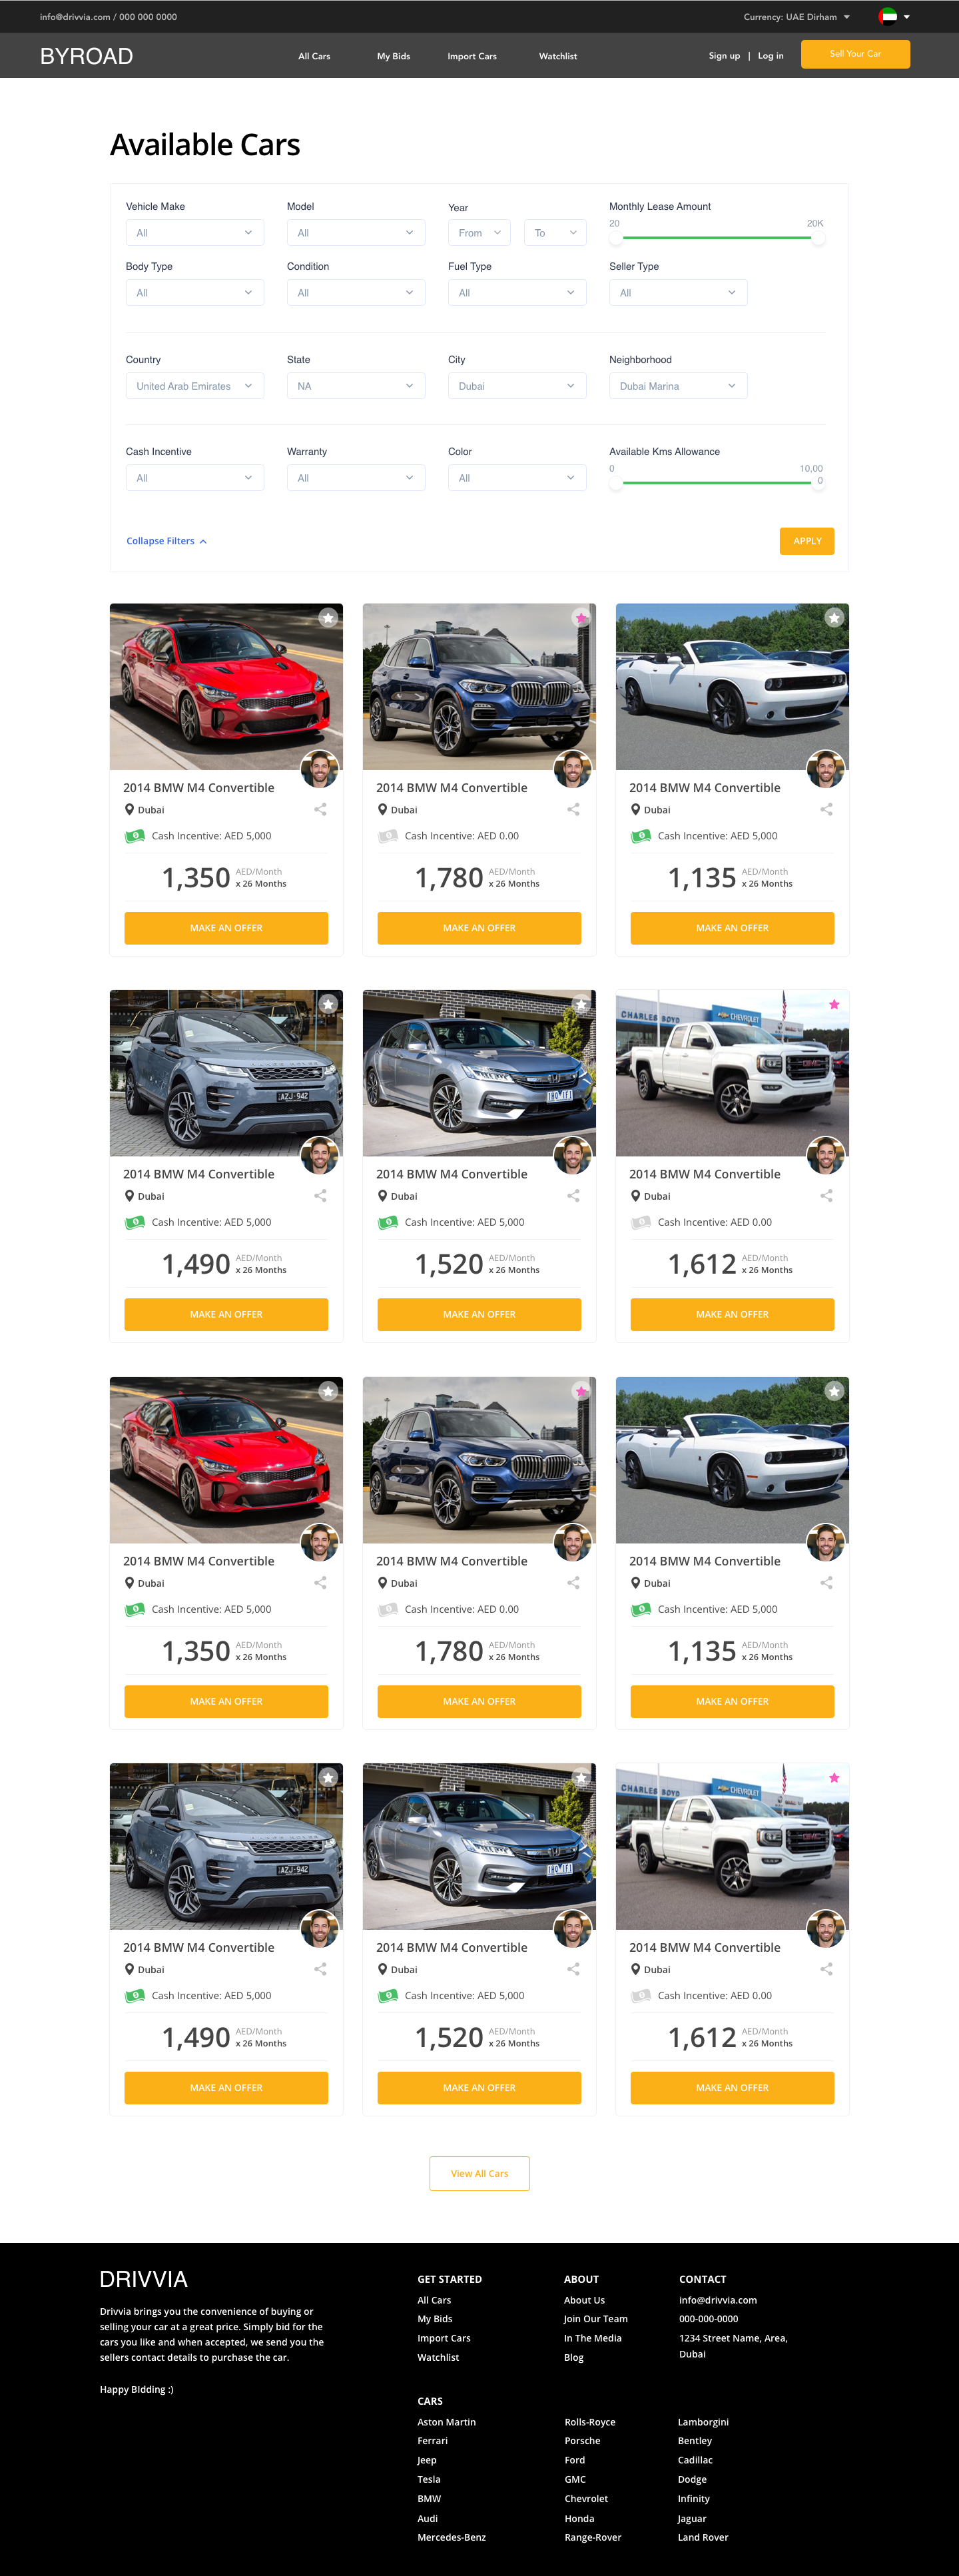 info@drivvia.com / 000 000 0000
Currency: UAE Dirham
BYROAD
All Cars
My Bids
Import Cars
Watchlist
Sign up | Log in
Sell Your Car
Available Cars
Vehicle Make
Model
Year
Monthly Lease Amount
20
20K
All
All
From
To
Body Type
Condition
Fuel Type
Seller Type
All
All
All
All
Country
State
City
Neighborhood
United Arab Emirates
NA
Dubai
Dubai Marina
Cash Incentive
Warranty
Color
Available Kms Allowance
0
10,00
0
All
All
All
Collapse Filters
APPLY
2014 BMW M4 Convertible
Dubai
Cash Incentive: AED 5,000
1,350
AED/Month
x 26 Months
MAKE AN OFFER
2014 BMW M4 Convertible
Dubai
Cash Incentive: AED 0.00
1,780
AED/Month
x 26 Months
MAKE AN OFFER
2014 BMW M4 Convertible
Dubai
Cash Incentive: AED 5,000
1,135
AED/Month
x 26 Months
MAKE AN OFFER
AZJ·942
2014 BMW M4 Convertible
Dubai
Cash Incentive: AED 5,000
1,490
AED/Month
x 26 Months
MAKE AN OFFER
2014 BMW M4 Convertible
Dubai
Cash Incentive: AED 5,000
1,520
AED/Month
x 26 Months
MAKE AN OFFER
CHARLES BOYD
CHEVROLET
GMC
2014 BMW M4 Convertible
Dubai
Cash Incentive: AED 0.00
1,612
AED/Month
x 26 Months
MAKE AN OFFER
2014 BMW M4 Convertible
Dubai
Cash Incentive: AED 5,000
1,350
AED/Month
x 26 Months
MAKE AN OFFER
2014 BMW M4 Convertible
Dubai
Cash Incentive: AED 0.00
1,780
AED/Month
x 26 Months
MAKE AN OFFER
2014 BMW M4 Convertible
Dubai
Cash Incentive: AED 5,000
1,135
AED/Month
x 26 Months
MAKE AN OFFER
AZJ·942
2014 BMW M4 Convertible
Dubai
Cash Incentive: AED 5,000
1,490
AED/Month
x 26 Months
MAKE AN OFFER
2014 BMW M4 Convertible
Dubai
Cash Incentive: AED 5,000
1,520
AED/Month
x 26 Months
MAKE AN OFFER
CHARLES BOYD
CHEVROLET
GMC
2014 BMW M4 Convertible
Dubai
Cash Incentive: AED 0.00
1,612
AED/Month
x 26 Months
MAKE AN OFFER
View All Cars
DRIVVIA
Drivvia brings you the convenience of buying or
selling your car at a great price. Simply bid for the
cars you like and when accepted, we send you the
sellers contact details to purchase the car.
Happy BIdding :)
GET STARTED
All Cars
My Bids
Import Cars
Watchlist
ABOUT
About Us
Join Our Team
In The Media
Blog
CONTACT
info@drivvia.com
000-000-0000
1234 Street Name, Area,
Dubai
CARS
Aston Martin
Ferrari
Jeep
Tesla
BMW
Audi
Mercedes-Benz
Rolls-Royce
Porsche
Ford
GMC
Chevrolet
Honda
Range-Rover
Lamborgini
Bentley
Cadillac
Dodge
Infinity
Jaguar
Land Rover